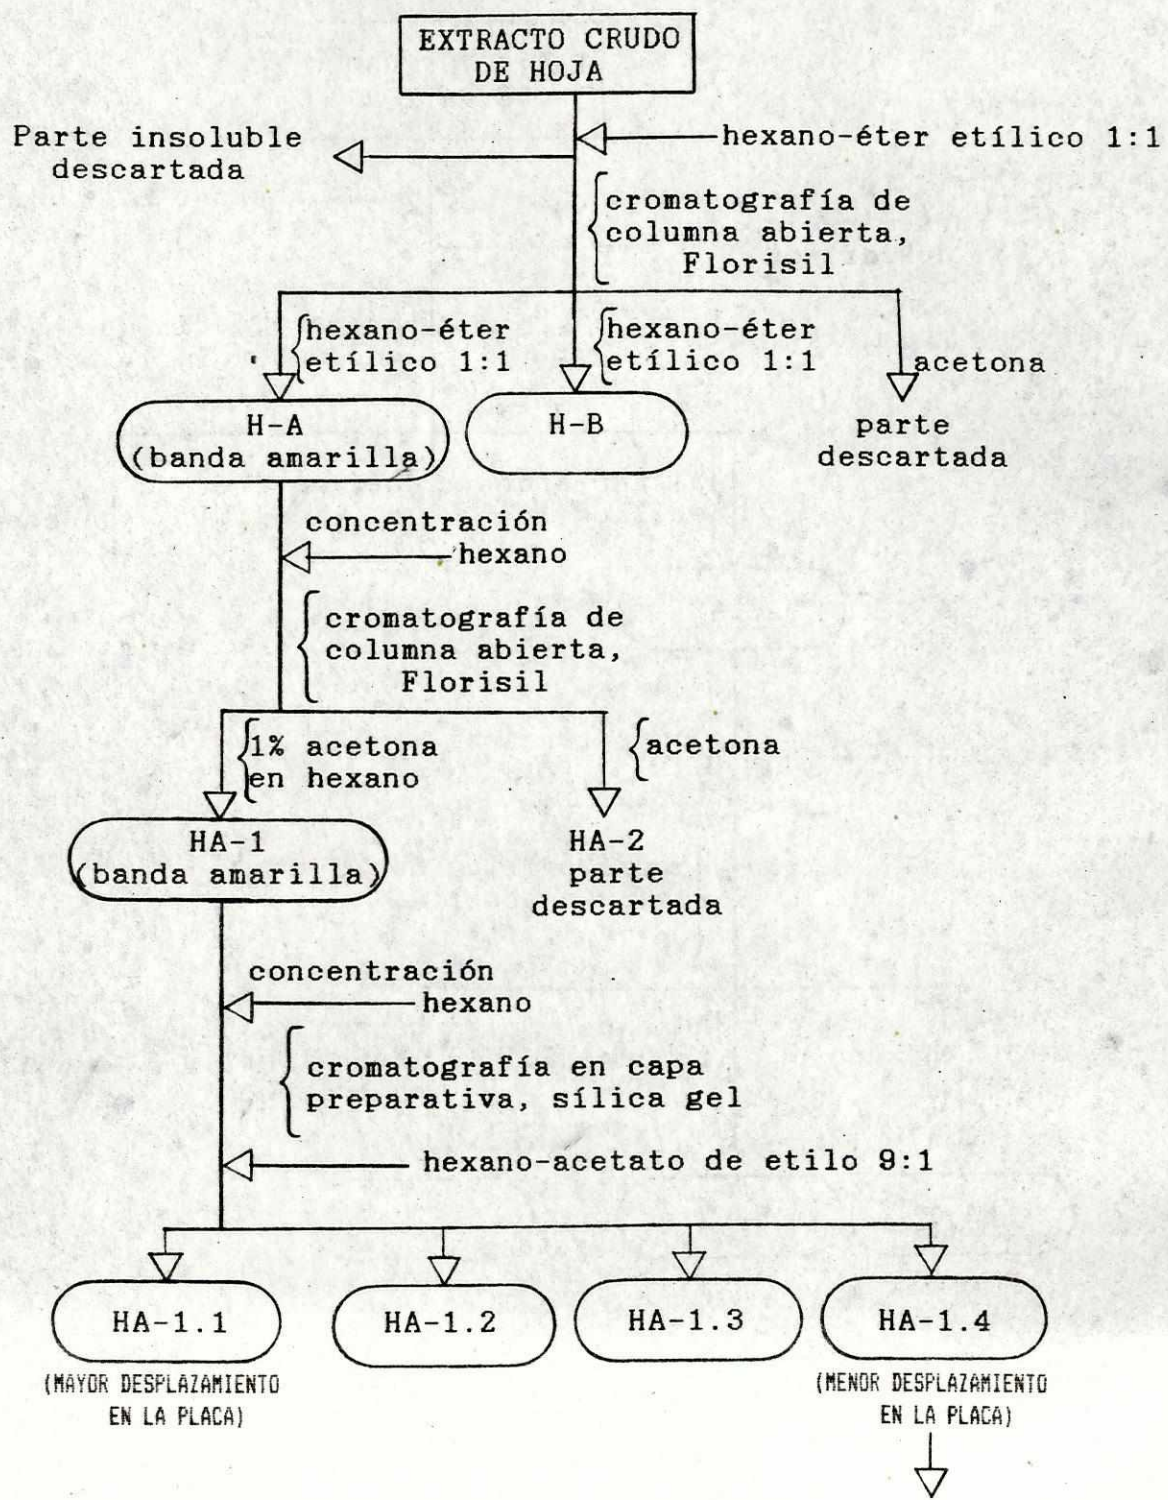 EXTRACTO CRUDO
DE HOJA
Parte insoluble
descartada
hexano-éter etílico 1:1
cromatografía de
columna abierta,
Florisil
hexano-éter
etílico 1:1
hexano-éter
etílico 1:1
acetona
H-A
(banda amarilla)
H-B
parte
descartada
concentración
hexano
cromatografía de
columna abierta,
Florisil
1% acetona
en hexano
acetona
HA-1
(banda amarilla)
HA-2
parte
descartada
concentración
hexano
cromatografía en capa
preparativa, sílica gel
hexano-acetato de etilo 9:1
HA-1.1
HA-1.2
HA-1.3
HA-1.4
(MAYOR DESPLAZAMIENTO
EN LA PLACA)
(MENOR DESPLAZAMIENTO
EN LA PLACA)